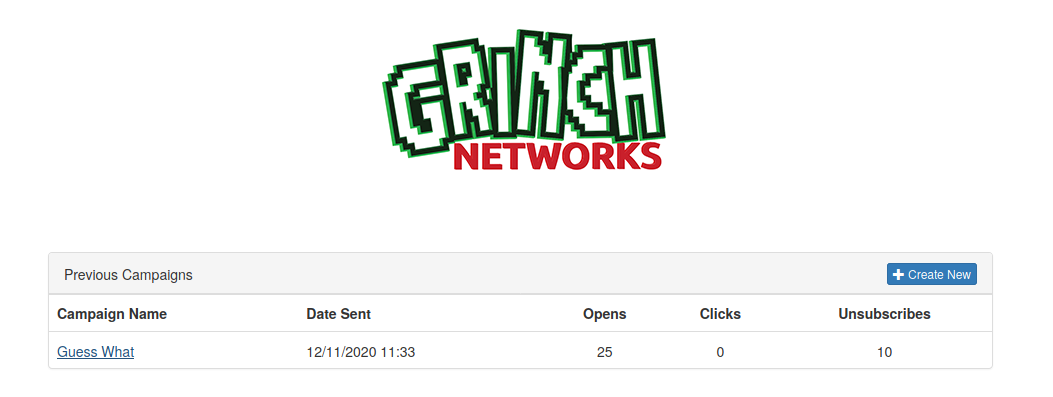 GRINCH
NETWORKS
Previous Campaigns
Create New
Campaign Name Date Sent Opens Clicks Unsubscribes
Guess What 12/11/2020 11:33 25 0 10